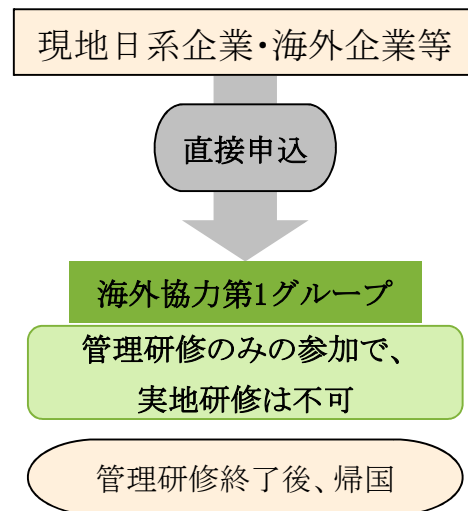 現地日系企業・海外企業等
直接申込
海外協力第1グループ
管理研修のみの参加で、
実地研修は不可
管理研修終了後、帰国